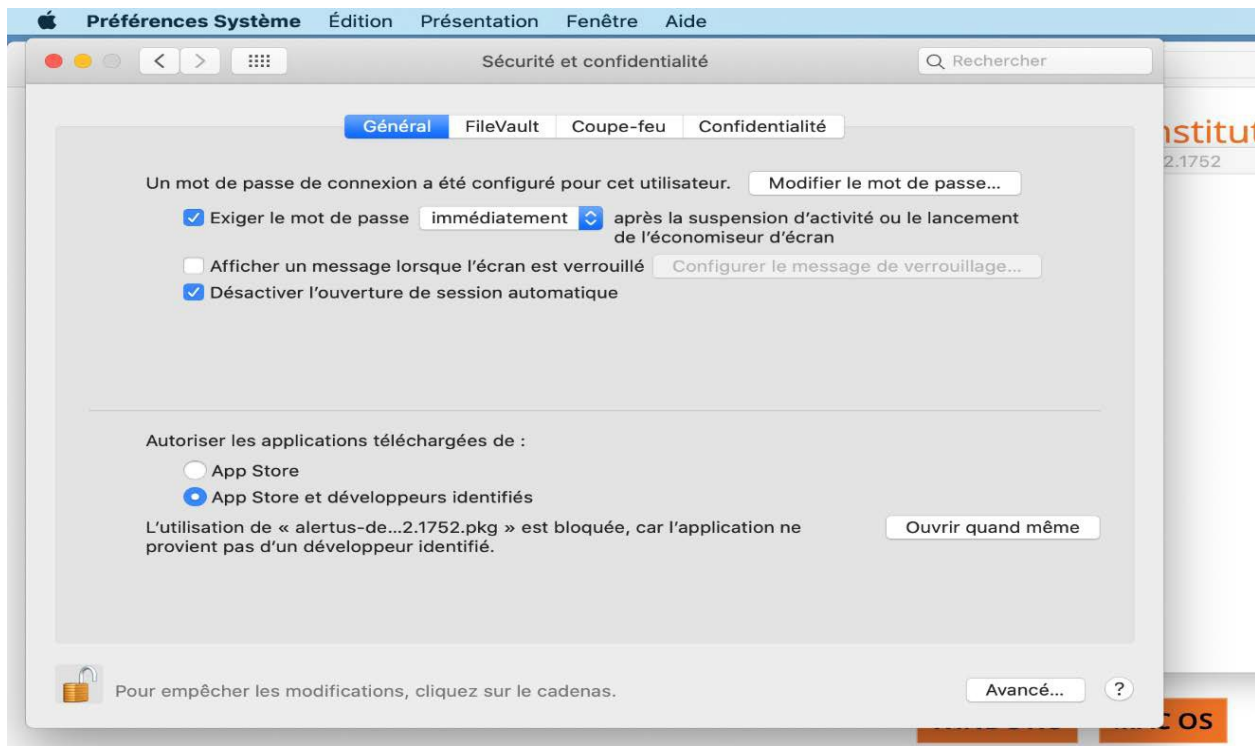 Préférences Système Édition Présentation Fenêtre Aide
Sécurité et confidentialité
Rechercher
Général FileVault Coupe-feu Confidentialité
2.1752
Un mot de passe de connexion a été configuré pour cet utilisateur. Modifier le mot de passe...
Exiger le mot de passe immédiatement après la suspension d'activité ou le lancement
de l'économiseur d'écran
Afficher un message lorsque l'écran est verrouillé Configurer le message de verrouillage...
Désactiver l'ouverture de session automatique
Autoriser les applications téléchargées de :
App Store
App Store et développeurs identifiés
L'utilisation de « alertus-de...2.1752.pkg » est bloquée, car l'application ne
provient pas d'un développeur identifié.
Ouvrir quand même
Pour empêcher les modifications, cliquez sur le cadenas.
Avancé... ?
OS